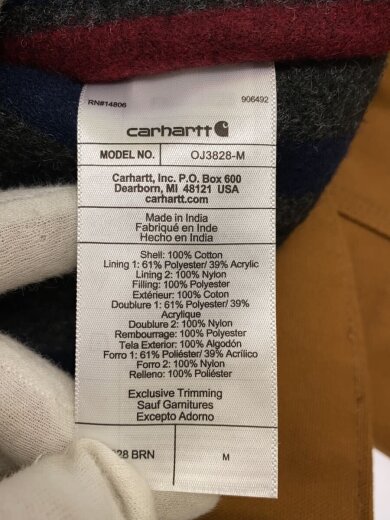 RN#14806 906492
carhartt
MODEL NO. OJ3828-M
Carhartt, Inc. P.O. Box 600
Dearborn, MI 48121 USA
carhartt.com
Made in India
Fabriqué en Inde
Hecho en India
Shell: 100% Cotton
Lining 1: 61% Polyester/ 39% Acrylic
Lining 2: 100% Nylon
Filling: 100% Polyester
Extérieur: 100% Coton
Doublure 1: 61% Polyester/ 39%
Acrylique
Doublure 2: 100% Nylon
Rembourrage: 100% Polyester
Tela Exterior: 100% Algodón
Forro 1: 61% Poliéster/ 39% Acrílico
Forro 2: 100% Nylon
Relleno: 100% Poliéster
Exclusive Trimming
Sauf Garnitures
Excepto Adorno
28 BRN M